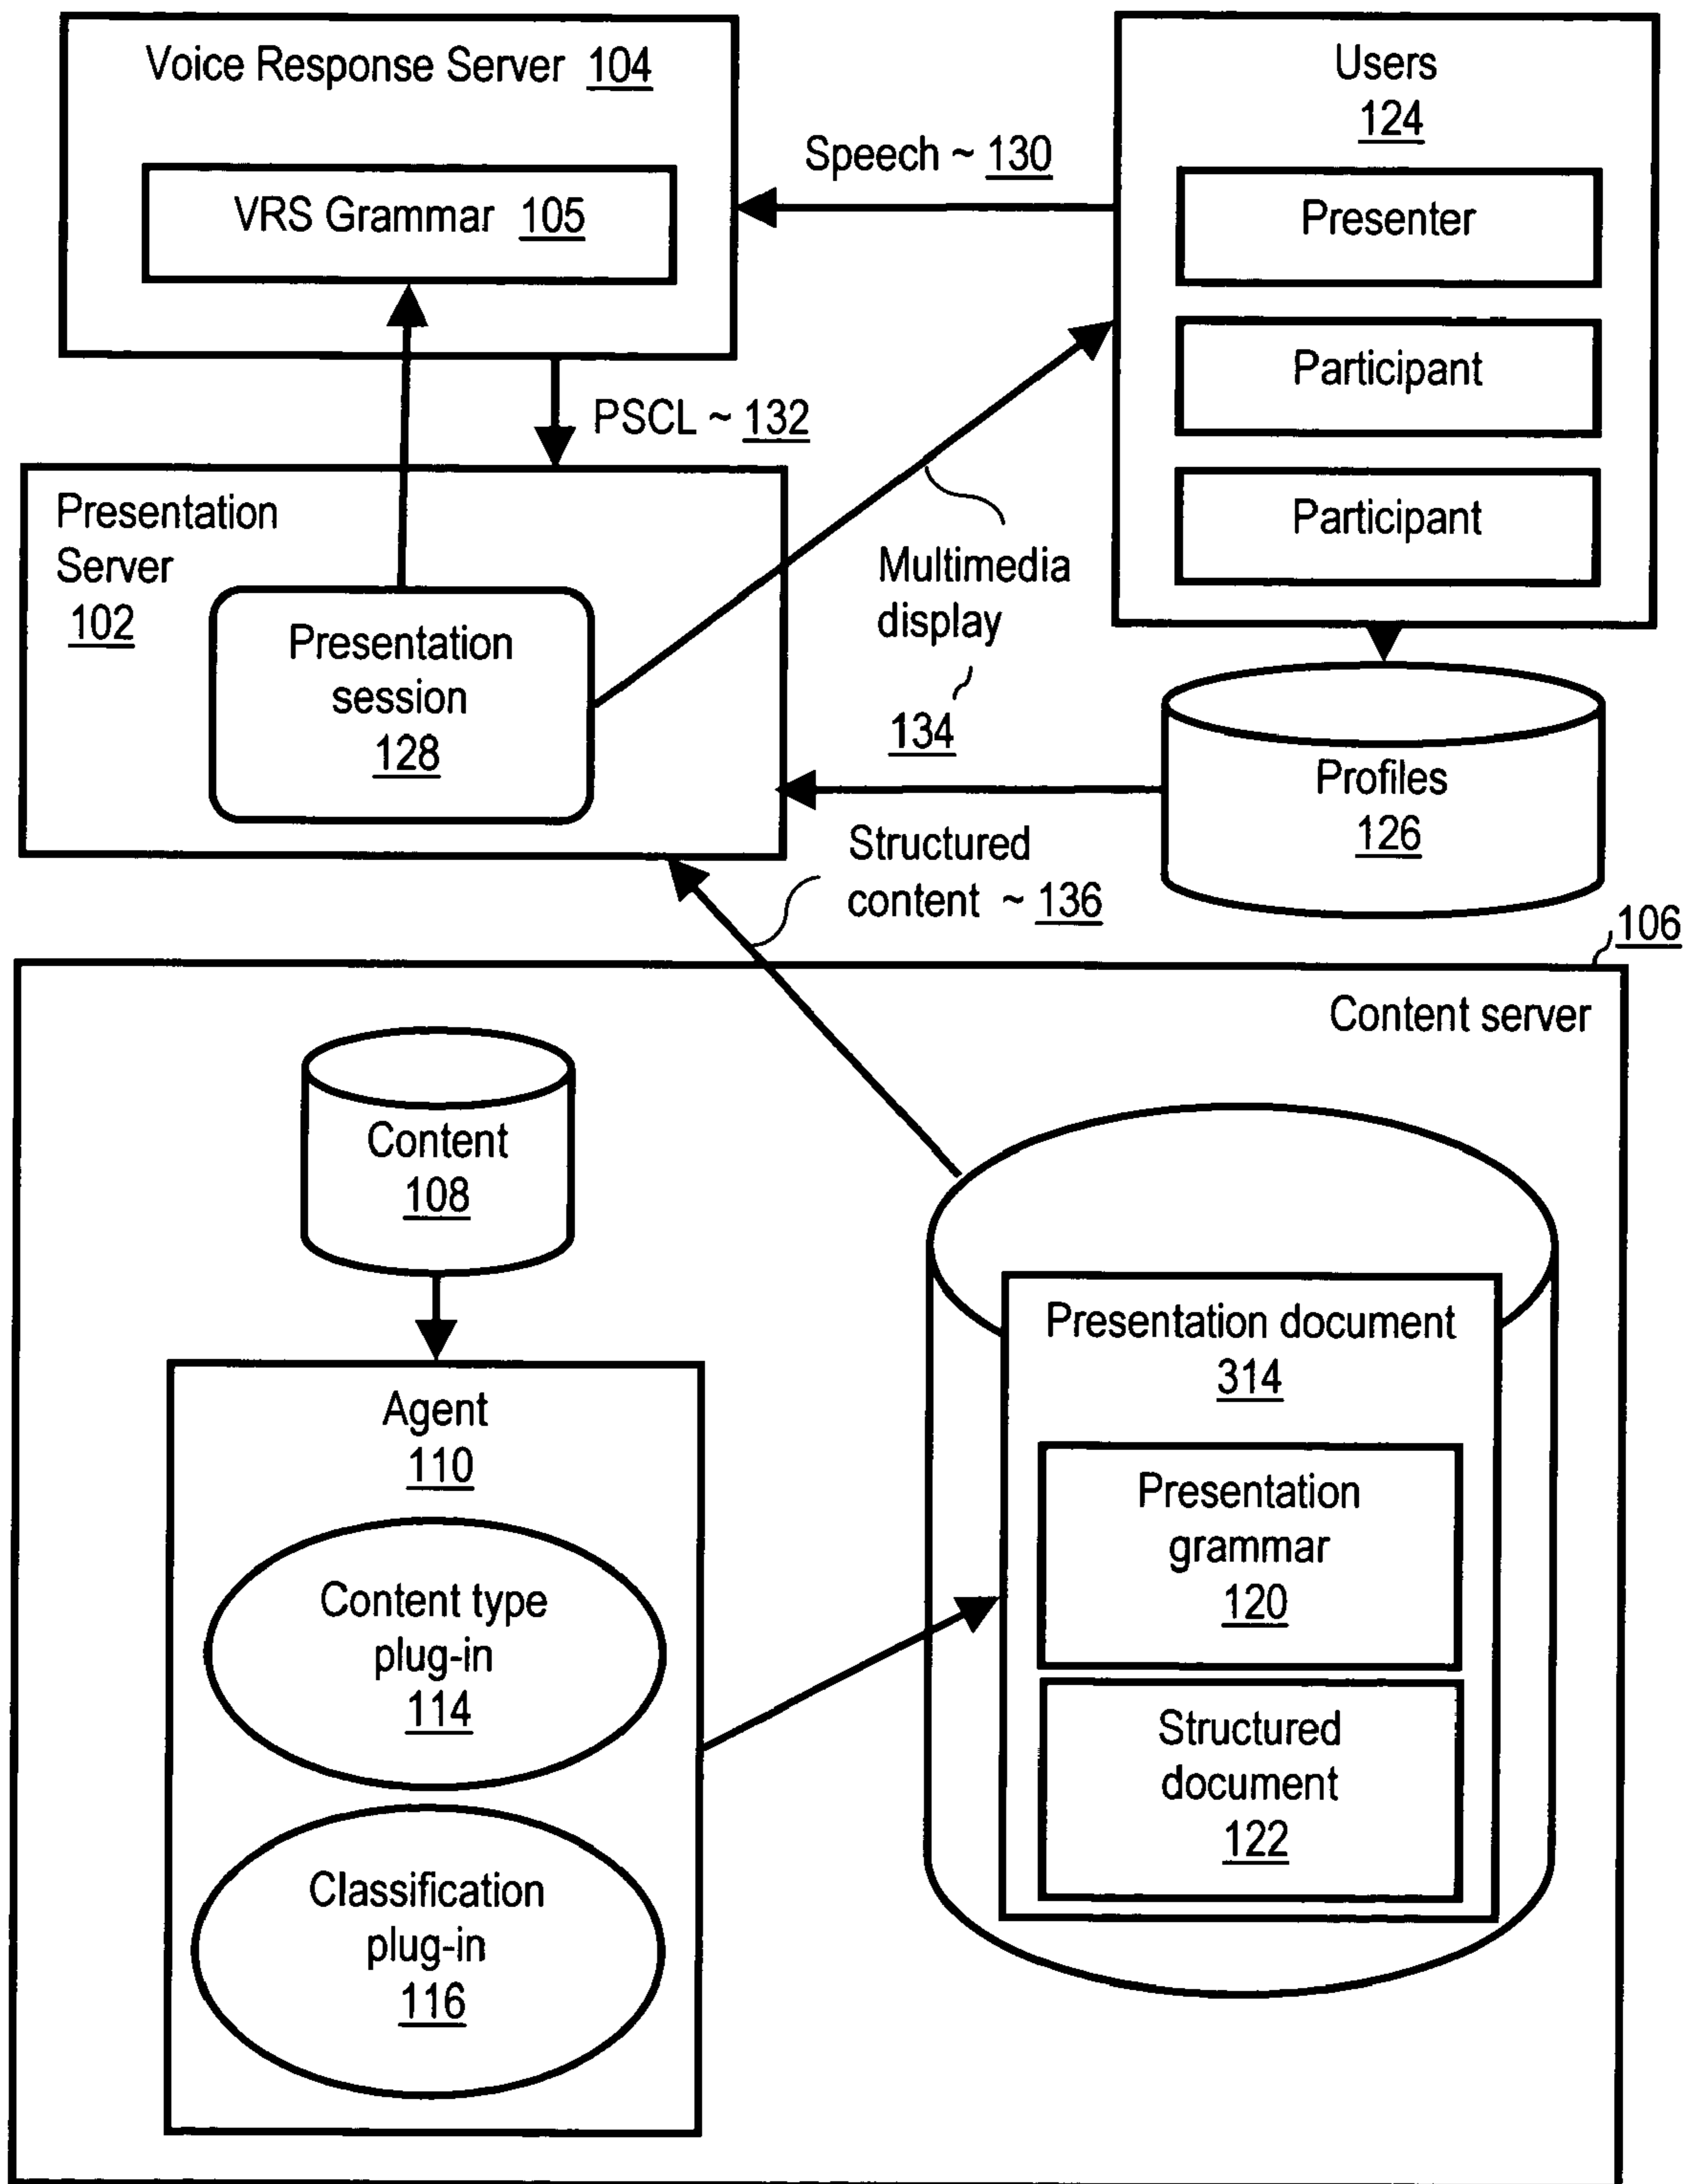 Voice Response Server 104
VRS Grammar 105
Speech ~ 130
Users
124
Presenter
Participant
Participant
PSCL ~ 132
Presentation
Server
102
Presentation
session
128
Multimedia
display
134
Profiles
126
Structured
content ~ 136
106
Content server
Content
108
Agent
110
Content type
plug-in
114
Classification
plug-in
116
Presentation document
314
Presentation
grammar
120
Structured
document
122